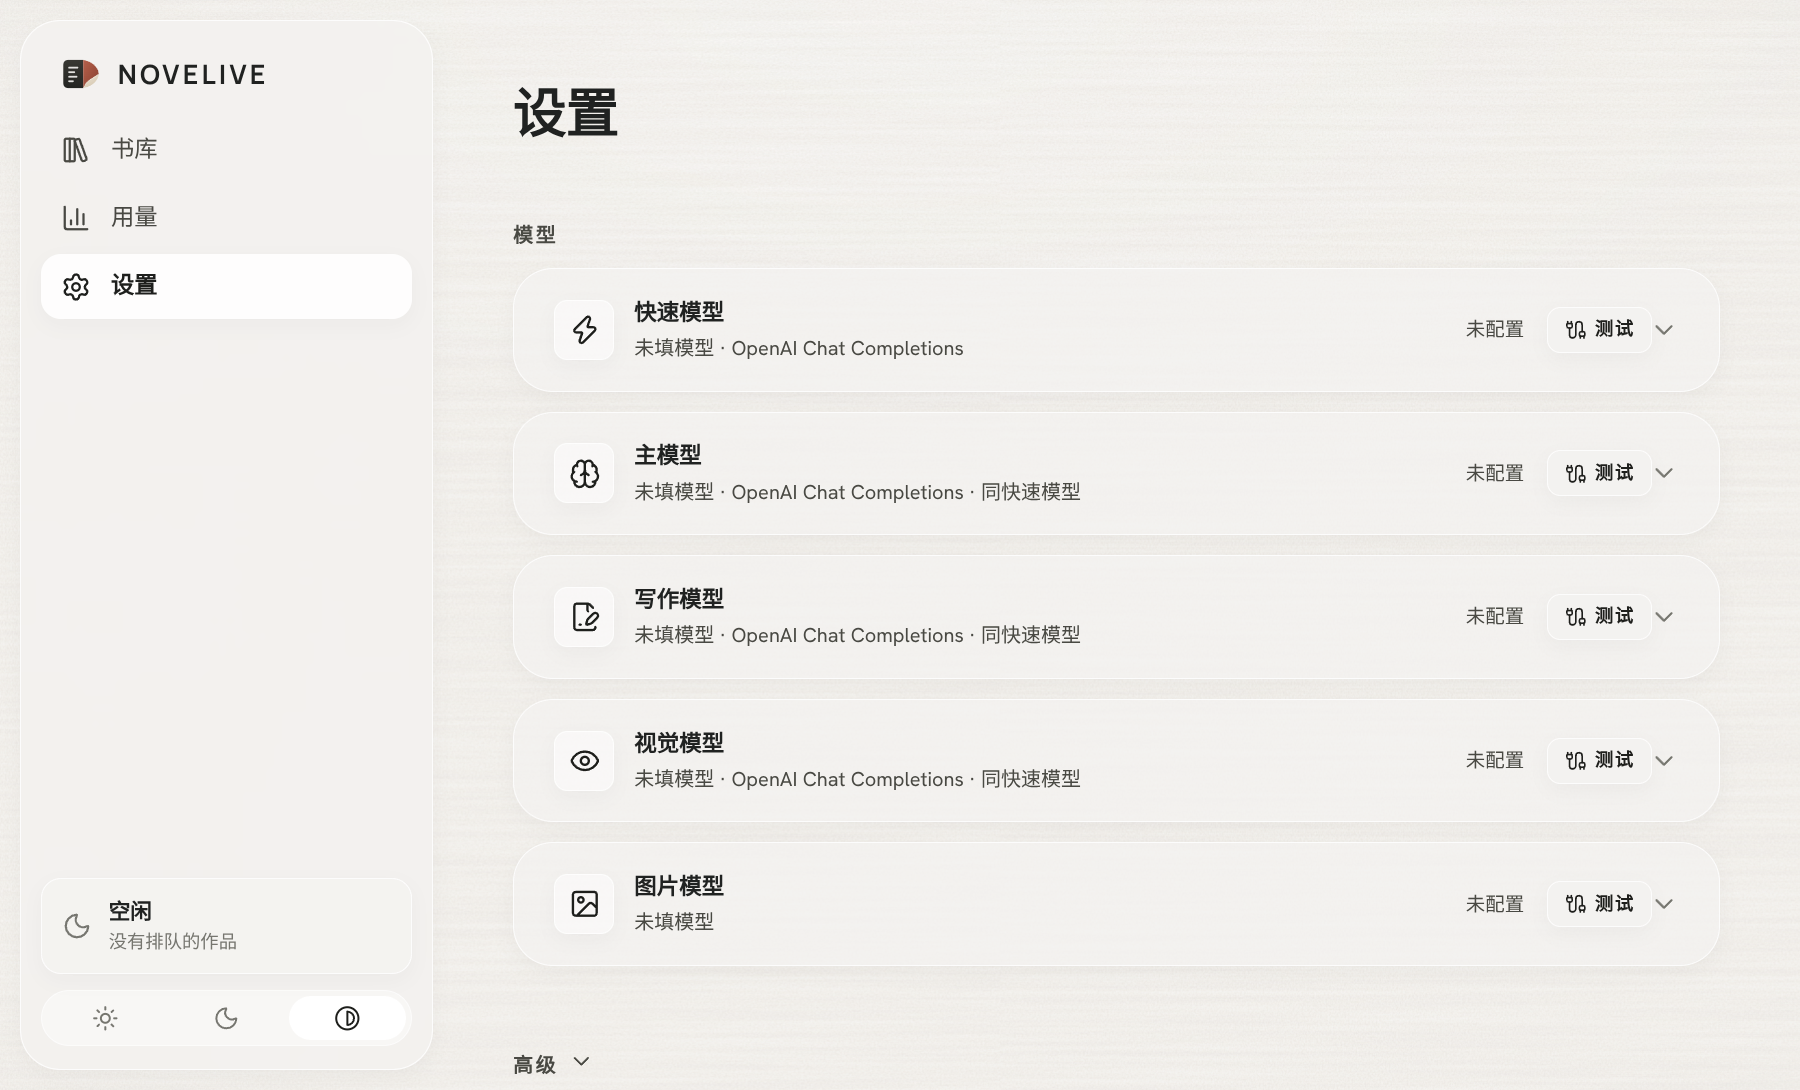 NOVELIVE
书库
用量
设置
空闲
没有排队的作品
设置
模型
快速模型
未填模型 · OpenAI Chat Completions
未配置
测试
主模型
未填模型 · OpenAI Chat Completions · 同快速模型
未配置
测试
写作模型
未填模型 · OpenAI Chat Completions · 同快速模型
未配置
测试
视觉模型
未填模型 · OpenAI Chat Completions · 同快速模型
未配置
测试
图片模型
未填模型
未配置
测试
高级